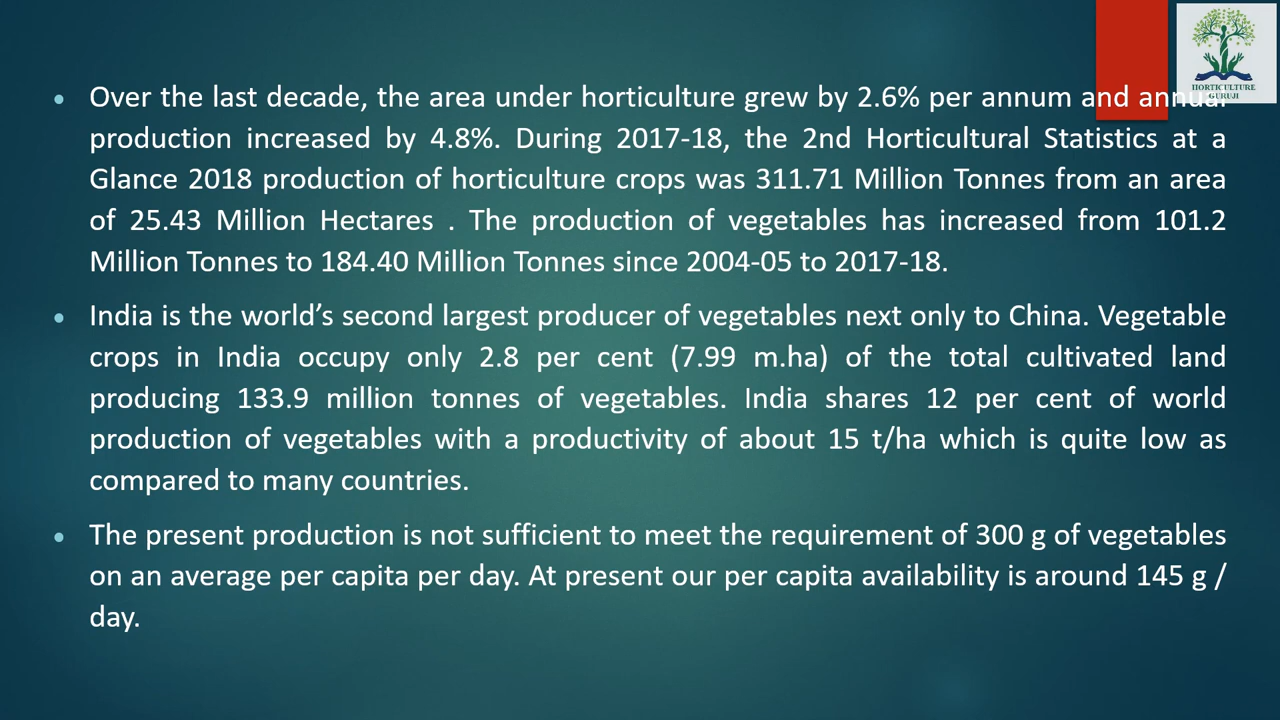 Over the last decade, the area under horticulture grew by 2.6% per annum and annual
production increased by 4.8%. During 2017-18, the 2nd Horticultural Statistics at a
Glance 2018 production of horticulture crops was 311.71 Million Tonnes from an area
of 25.43 Million Hectares . The production of vegetables has increased from 101.2
Million Tonnes to 184.40 Million Tonnes since 2004-05 to 2017-18.
India is the world’s second largest producer of vegetables next only to China. Vegetable
crops in India occupy only 2.8 per cent (7.99 m.ha) of the total cultivated land
producing 133.9 million tonnes of vegetables. India shares 12 per cent of world
production of vegetables with a productivity of about 15 t/ha which is quite low as
compared to many countries.
The present production is not sufficient to meet the requirement of 300 g of vegetables
on an average per capita per day. At present our per capita availability is around 145 g /
day.
HORTICULTURE
GURUJI